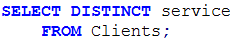 SELECT DISTINCT service
FROM Clients;